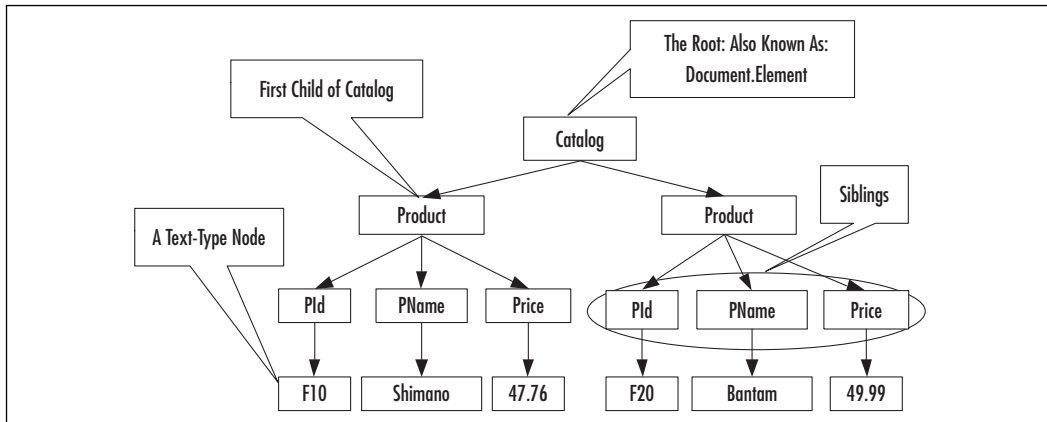 The Root: Also Known As:
Document.Element
First Child of Catalog
Catalog
Siblings
Product
Product
A Text-Type Node
PId
PName
Price
PId
PName
Price
F10
Shimano
47.76
F20
Bantam
49.99